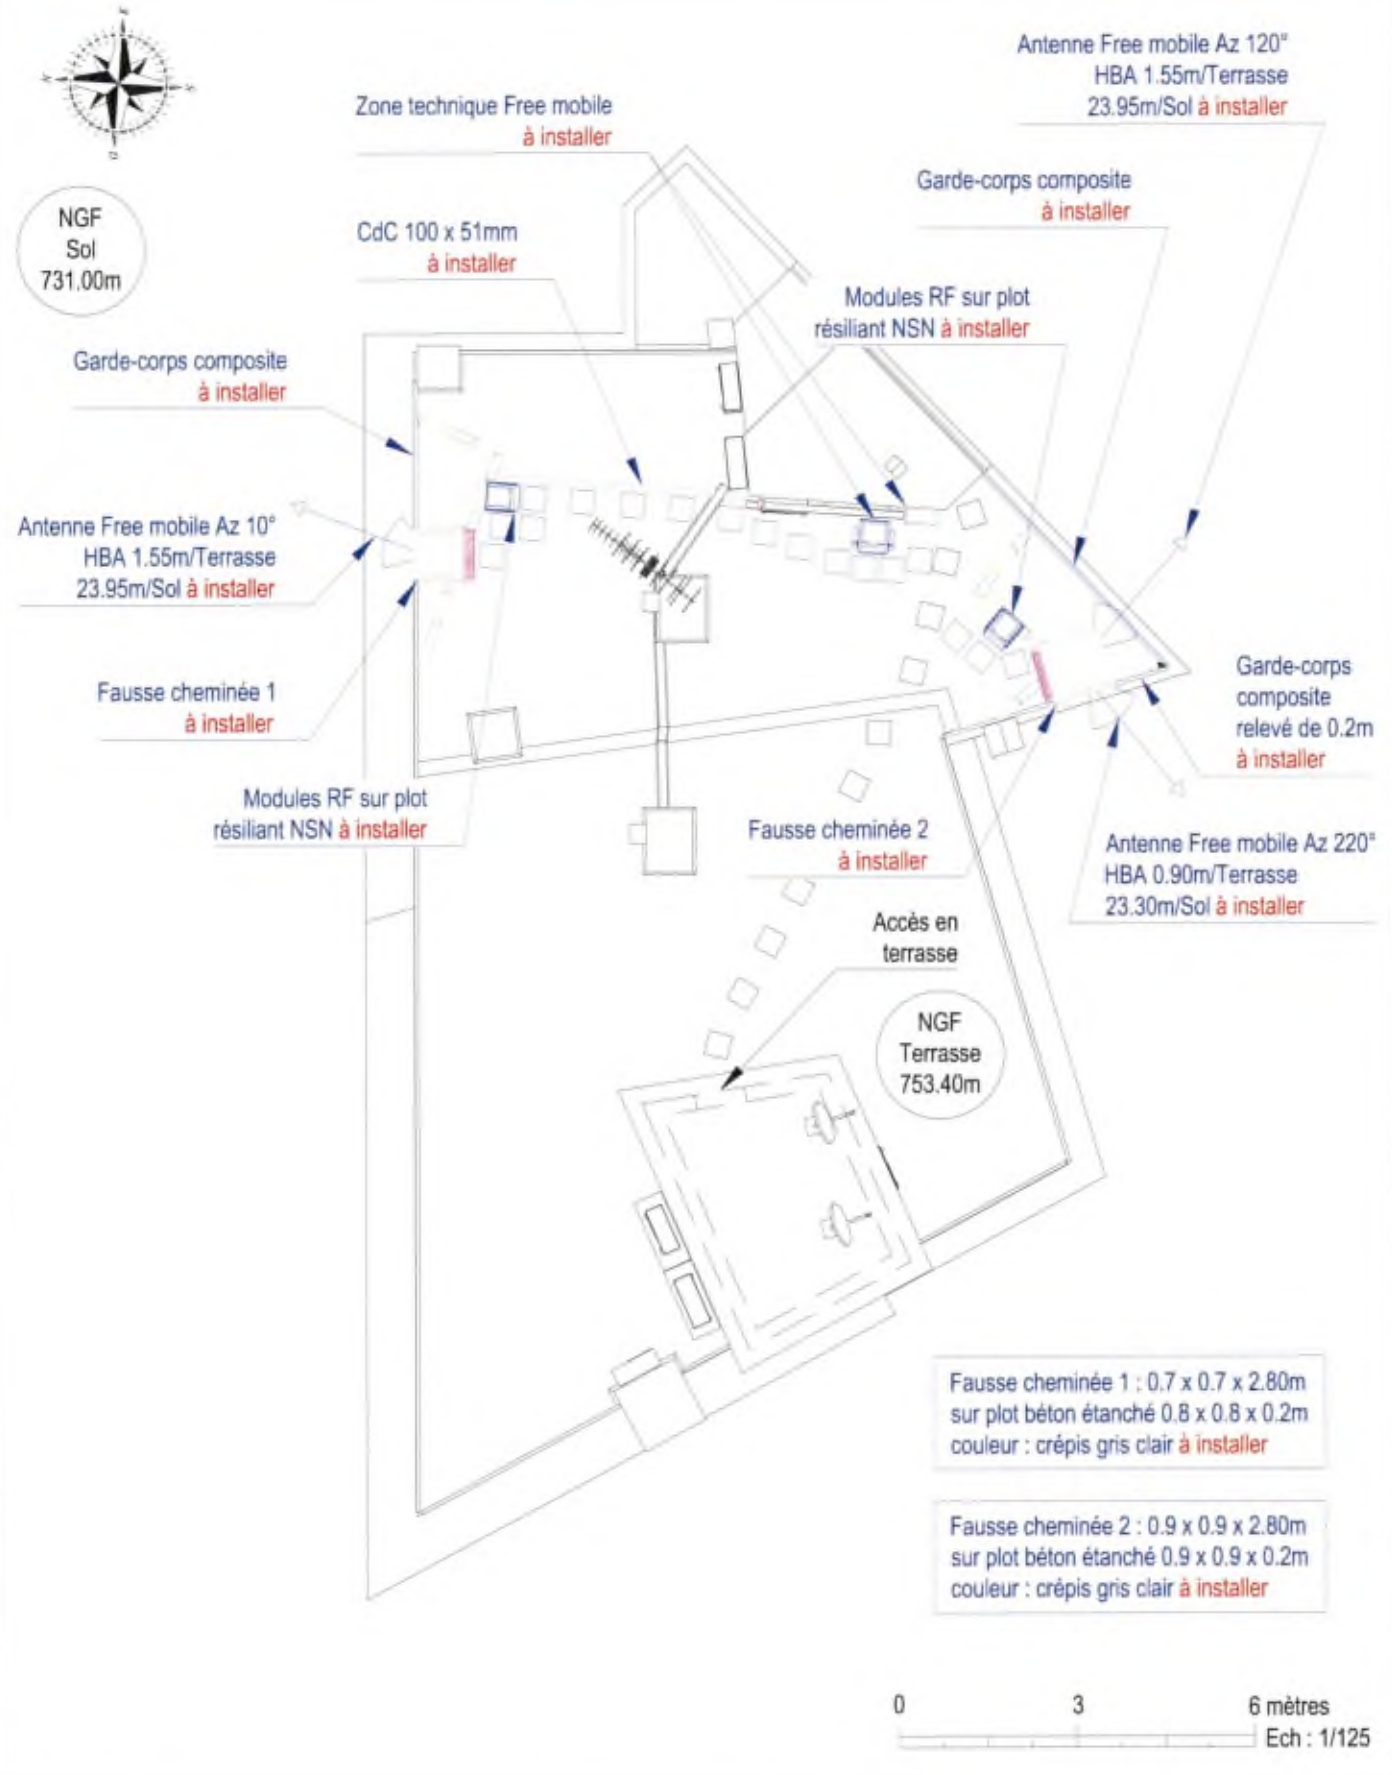 Antenne Free mobile Az 120°
HBA 1.55m/Terrasse
23.95m/Sol à installer
Zone technique Free mobile
à installer
Garde-corps composite
à installer
NGF
Sol
731.00m
CdC 100 x 51mm
à installer
Modules RF sur plot
résiliant NSN à installer
Garde-corps composite
à installer
Antenne Free mobile Az 10°
HBA 1.55m/Terrasse
23.95m/Sol à installer
Fausse cheminée 1
à installer
Garde-corps
composite
relevé de 0.2m
à installer
Modules RF sur plot
résiliant NSN à installer
Fausse cheminée 2
à installer
Antenne Free mobile Az 220°
HBA 0.90m/Terrasse
23.30m/Sol à installer
Accès en
terrasse
NGF
Terrasse
753.40m
Fausse cheminée 1 : 0.7 x 0.7 x 2.80m
sur plot béton étanché 0.8 x 0.8 x 0.2m
couleur : crépis gris clair à installer
Fausse cheminée 2 : 0.9 x 0.9 x 2.80m
sur plot béton étanché 0.9 x 0.9 x 0.2m
couleur : crépis gris clair à installer
0 3 6 mètres
Ech : 1/125